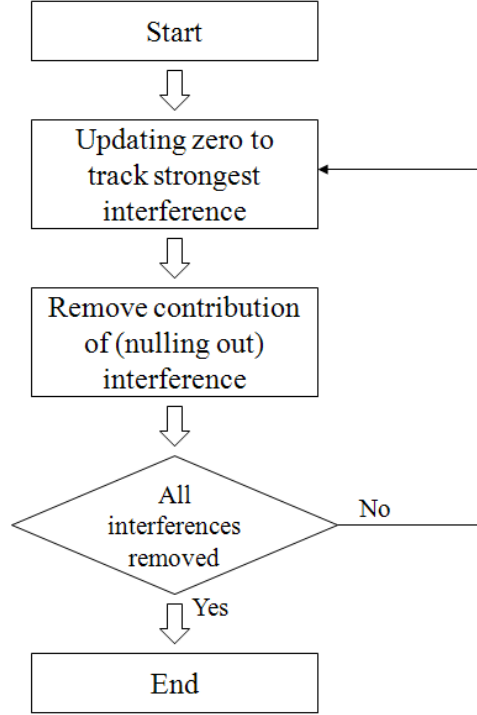 Start
Updating zero to
track strongest
interference
Remove contribution
of (nulling out)
interference
All
interferences
removed
No
Yes
End